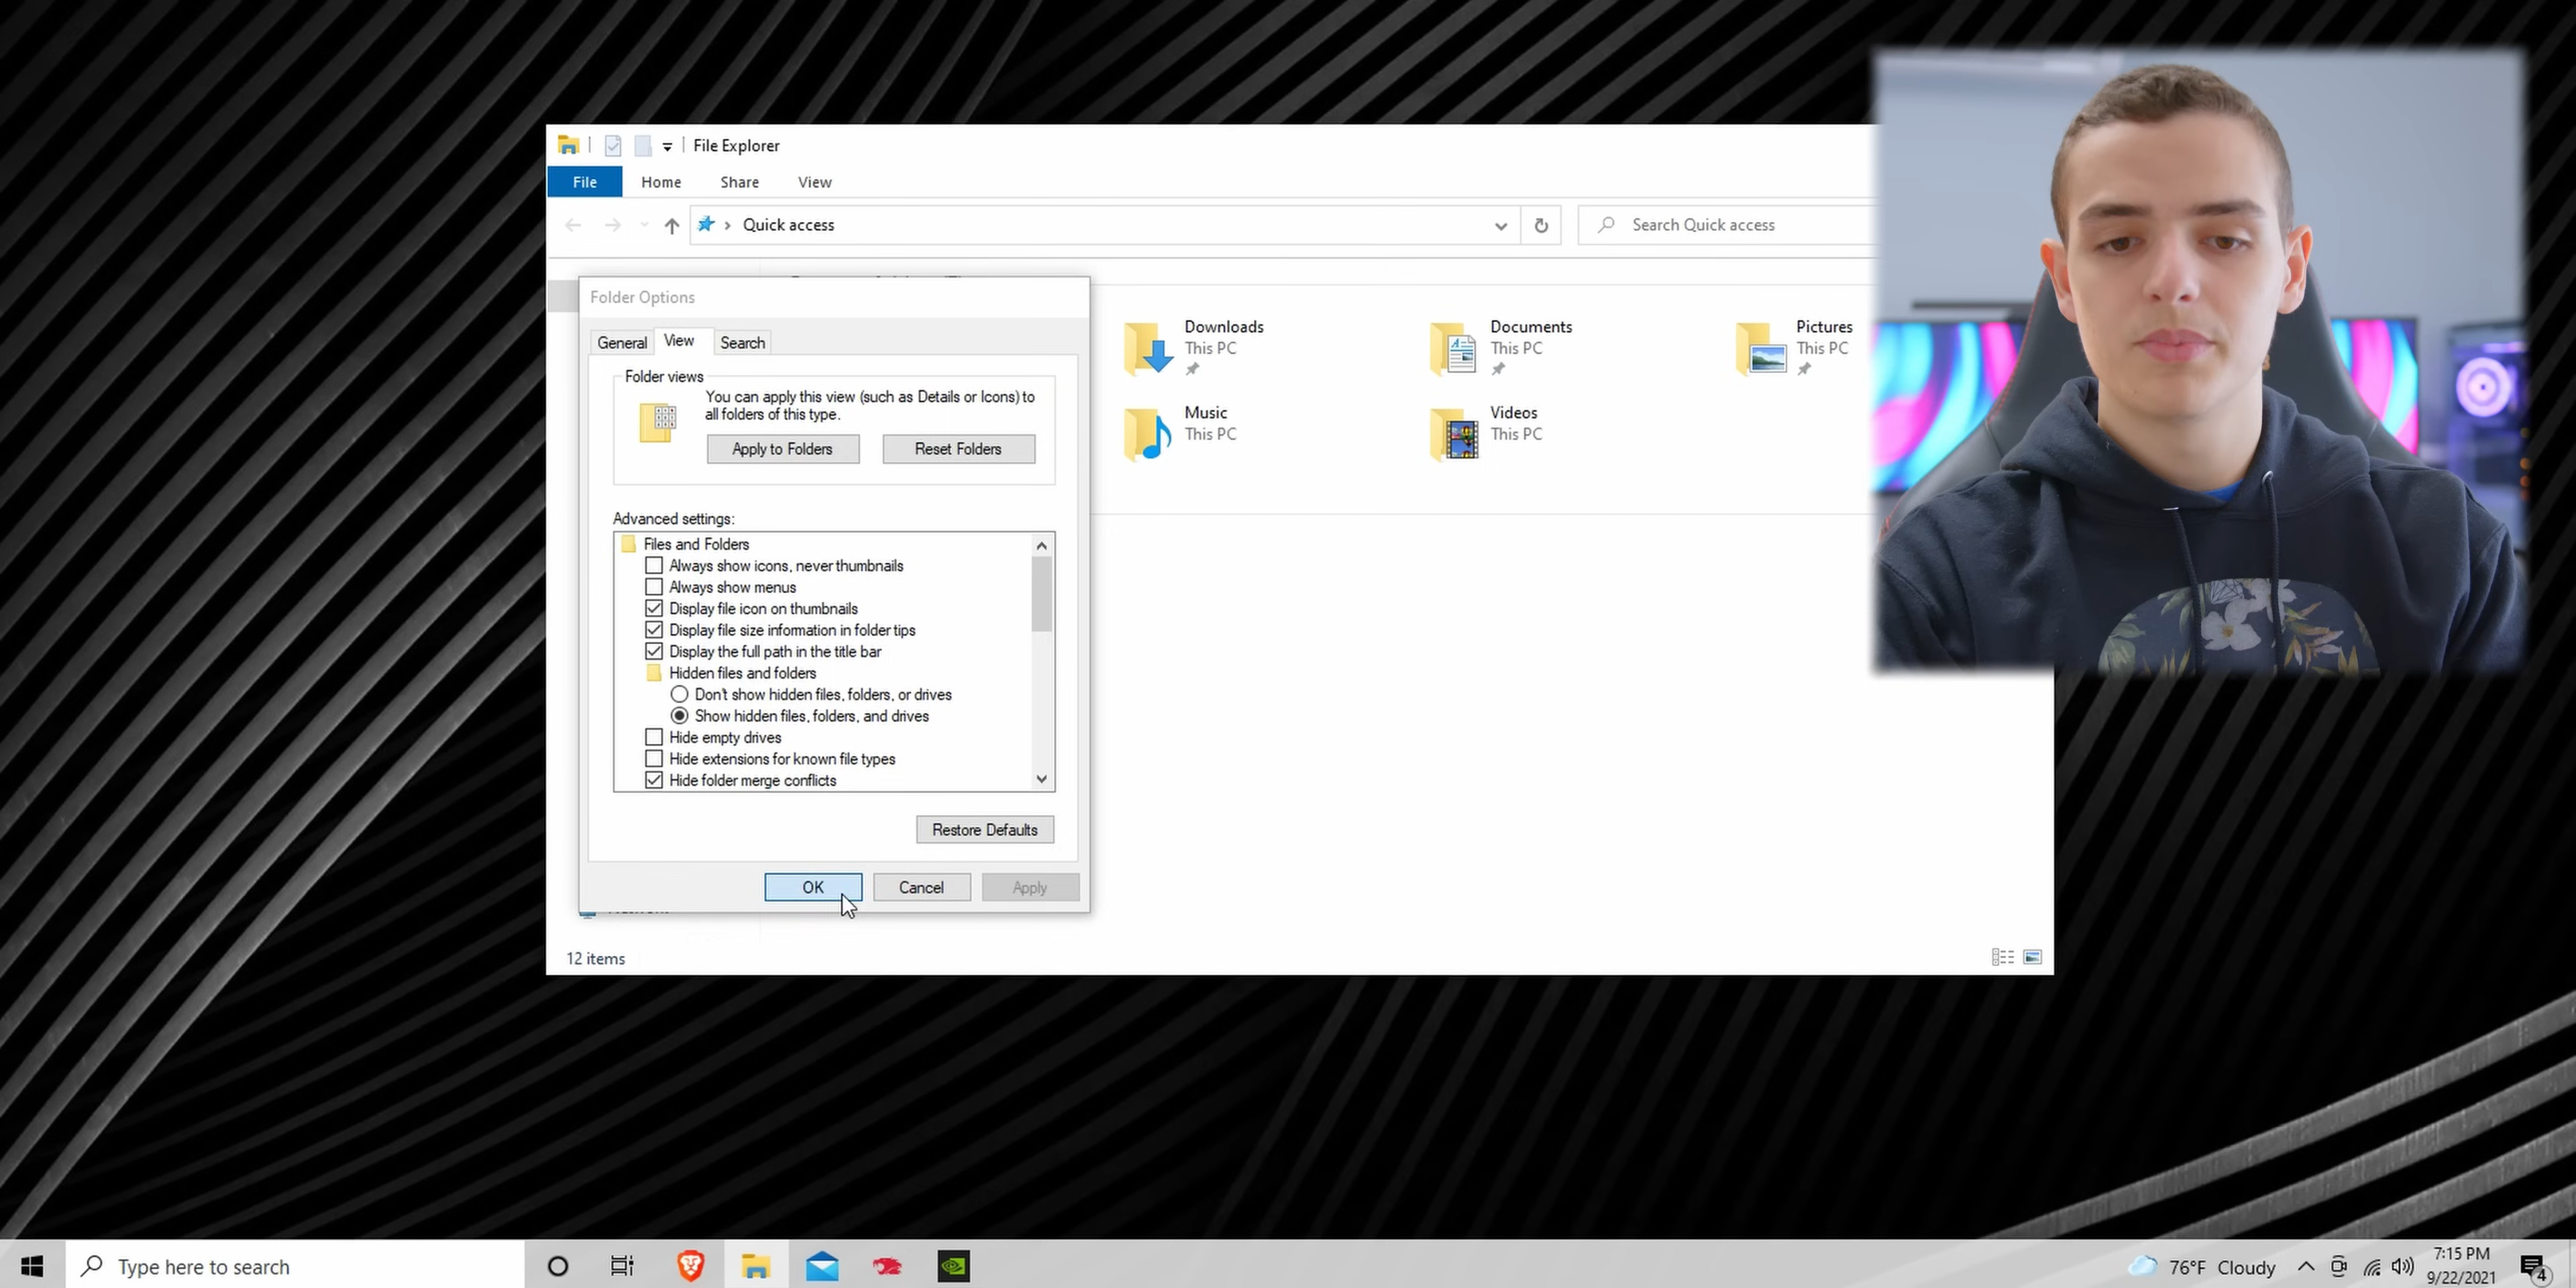 File Explorer
File Home Share View
Quick access
Search Quick access
Folder Options
General View Search
Folder views
You can apply this view (such as Details or Icons) to
all folders of this type.
Apply to Folders Reset Folders
Advanced settings:
Files and Folders
Always show icons, never thumbnails
Always show menus
Display file icon on thumbnails
Display file size information in folder tips
Display the full path in the title bar
Hidden files and folders
Don't show hidden files, folders, or drives
Show hidden files, folders, and drives
Hide empty drives
Hide extensions for known file types
Hide folder merge conflicts
Restore Defaults
OK Cancel Apply
Downloads
This PC
Documents
This PC
Pictures
This PC
Music
This PC
Videos
This PC
12 items
Type here to search
76°F Cloudy
7:15 PM
9/22/2021
4